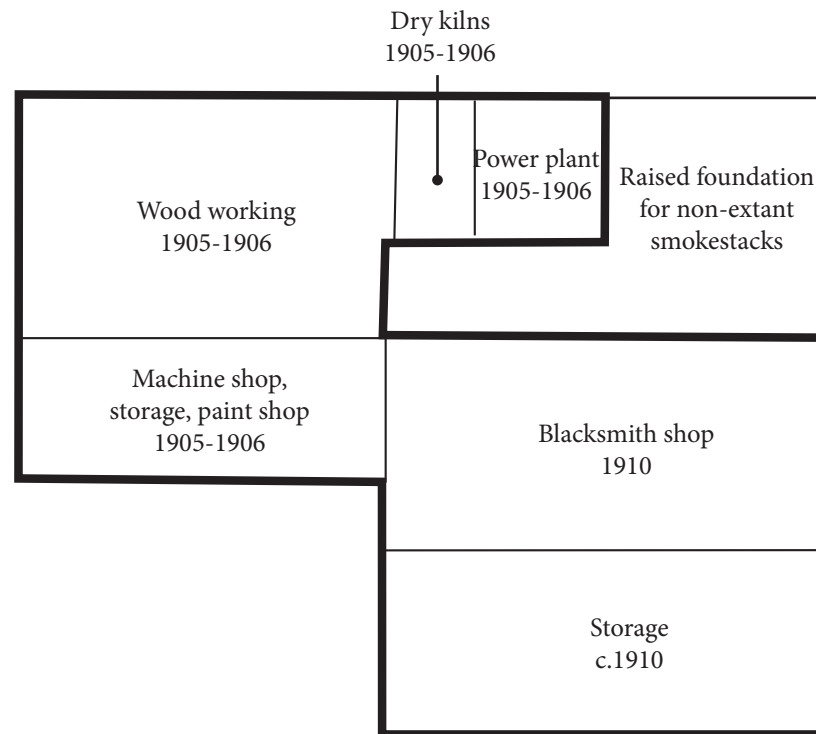 Dry kilns
1905-1906
Power plant
1905-1906
Raised foundation
for non-extant
smokestacks
Wood working
1905-1906
Machine shop,
storage, paint shop
1905-1906
Blacksmith shop
1910
Storage
c.1910